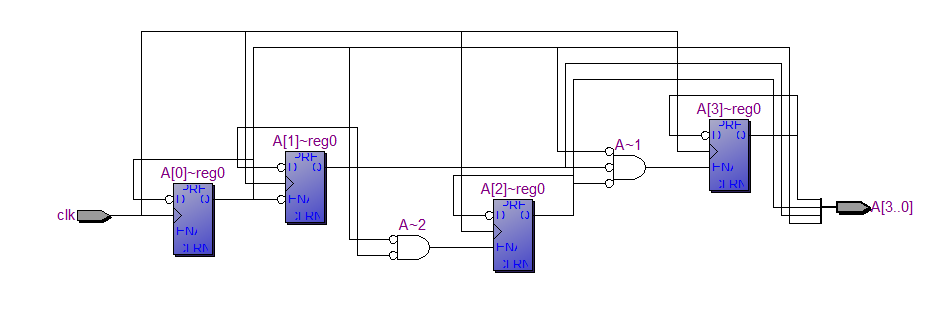 A[3]~reg0
PRE
D Q
ENA
CLRN
A[1]~reg0
PRE
D Q
ENA
CLRN
A~1
A[0]~reg0
PRE
D Q
ENA
CLRN
A[2]~reg0
PRE
D Q
ENA
CLRN
clk
A[3..0]
A~2